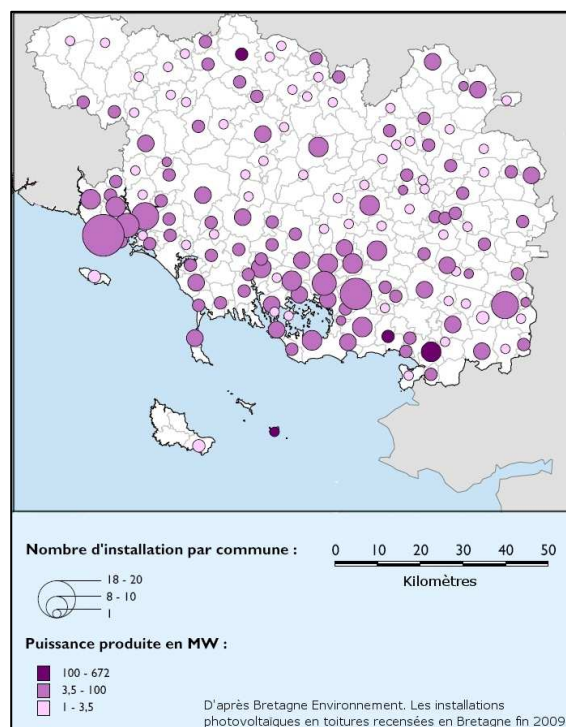 Nombre d'installation par commune :
0 10 20 30 40 50
Kilomètres
18 - 20
8 - 10
1
Puissance produite en MW :
100 - 672
3,5 - 100
1 - 3,5
D'après Bretagne Environnement. Les installations
photovoltaïques en toitures recensées en Bretagne fin 2009